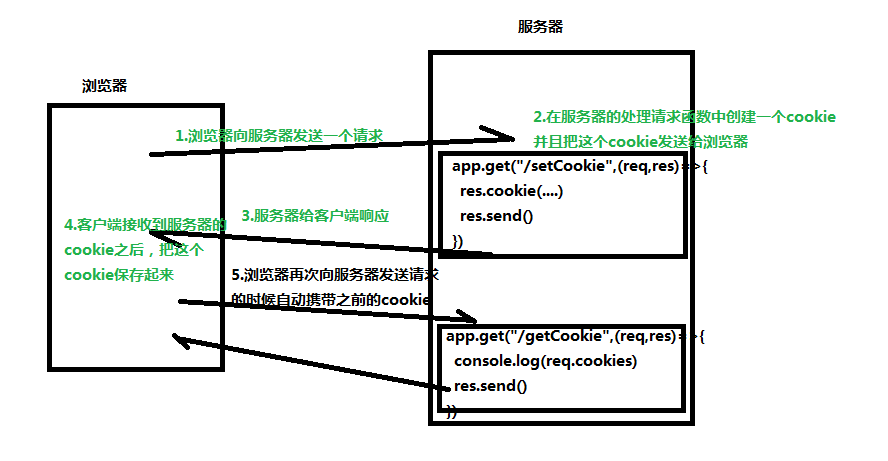 服务器
浏览器
1.浏览器向服务器发送一个请求
2.在服务器的处理请求函数中创建一个cookie
并且把这个cookie发送给浏览器
app.get("/setCookie",(req,res)=>{
res.cookie(....)
res.send()
})
3.服务器给客户端响应
4.客户端接收到服务器的
cookie之后，把这个
cookie保存起来
5.浏览器再次向服务器发送请求
的时候自动携带之前的cookie
app.get("/getCookie",(req,res)=>{
console.log(req.cookies)
res.send()
})